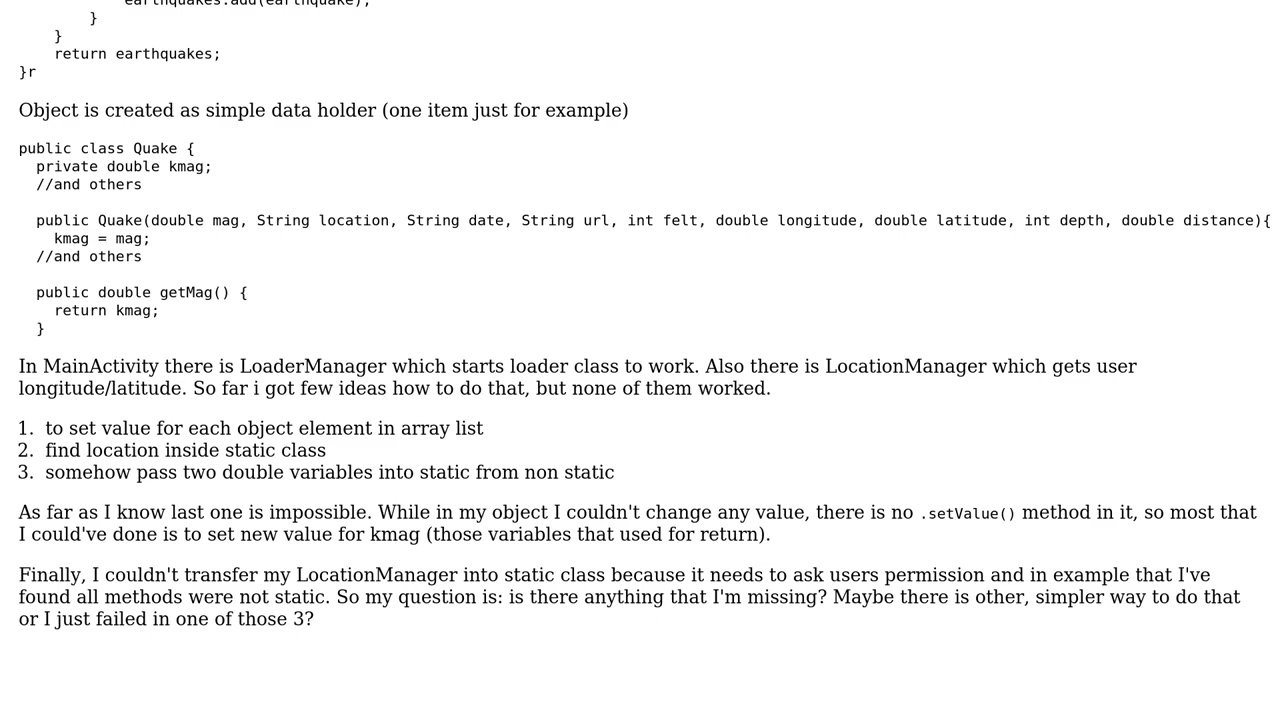 earthquakes.add(earthquake);
}
}
return earthquakes;
}r
Object is created as simple data holder (one item just for example)
public class Quake {
private double kmag;
//and others
public Quake(double mag, String location, String date, String url, int felt, double longitude, double latitude, int depth, double distance){
kmag = mag;
//and others
public double getMag() {
return kmag;
}
In MainActivity there is LoaderManager which starts loader class to work. Also there is LocationManager which gets user
longitude/latitude. So far i got few ideas how to do that, but none of them worked.
1. to set value for each object element in array list
2. find location inside static class
3. somehow pass two double variables into static from non static
As far as I know last one is impossible. While in my object I couldn't change any value, there is no .setValue() method in it, so most that
I could've done is to set new value for kmag (those variables that used for return).
Finally, I couldn't transfer my LocationManager into static class because it needs to ask users permission and in example that I've
found all methods were not static. So my question is: is there anything that I'm missing? Maybe there is other, simpler way to do that
or I just failed in one of those 3?